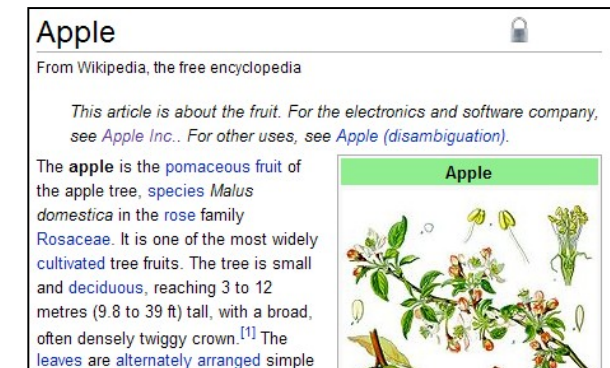 Apple
From Wikipedia, the free encyclopedia
This article is about the fruit. For the electronics and software company,
see Apple Inc.. For other uses, see Apple (disambiguation).
The apple is the pomaceous fruit of
the apple tree, species Malus
domestica in the rose family
Rosaceae. It is one of the most widely
cultivated tree fruits. The tree is small
and deciduous, reaching 3 to 12
metres (9.8 to 39 ft) tall, with a broad,
often densely twiggy crown.[1] The
leaves are alternately arranged simple
Apple